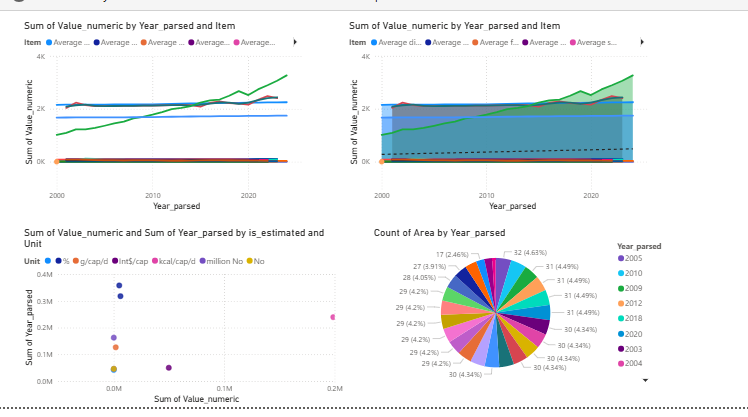 Sum of Value_numeric by Year_parsed and Item
Item Average ... Average ... Average ... Average... Average...
4K
2K
0K
Sum of Value_numeric
2000 2010 2020
Year_parsed
Sum of Value_numeric by Year_parsed and Item
Item Average di... Average ... Average f... Average ... Average s...
4K
2K
0K
Sum of Value_numeric
2000 2010 2020
Year_parsed
Sum of Value_numeric and Sum of Year_parsed by is_estimated and
Unit
Unit % g/cap/d Int$/cap kcal/cap/d million No No
0.4M
0.3M
0.2M
0.1M
0.0M
Sum of Year_parsed
0.0M 0.1M 0.2M
Sum of Value_numeric
Count of Area by Year_parsed
17 (2.46%)
27 (3.91%)
28 (4.05%)
29 (4.2%)
29 (4.2%)
29 (4.2%)
29 (4.2%)
29 (4.2%)
29 (4.2%)
30 (4.34%)
32 (4.63%)
31 (4.49%)
31 (4.49%)
31 (4.49%)
31 (4.49%)
30 (4.34%)
30 (4.34%)
30 (4.34%)
30 (4.34%)
Year_parsed
2005
2010
2009
2012
2018
2020
2003
2004